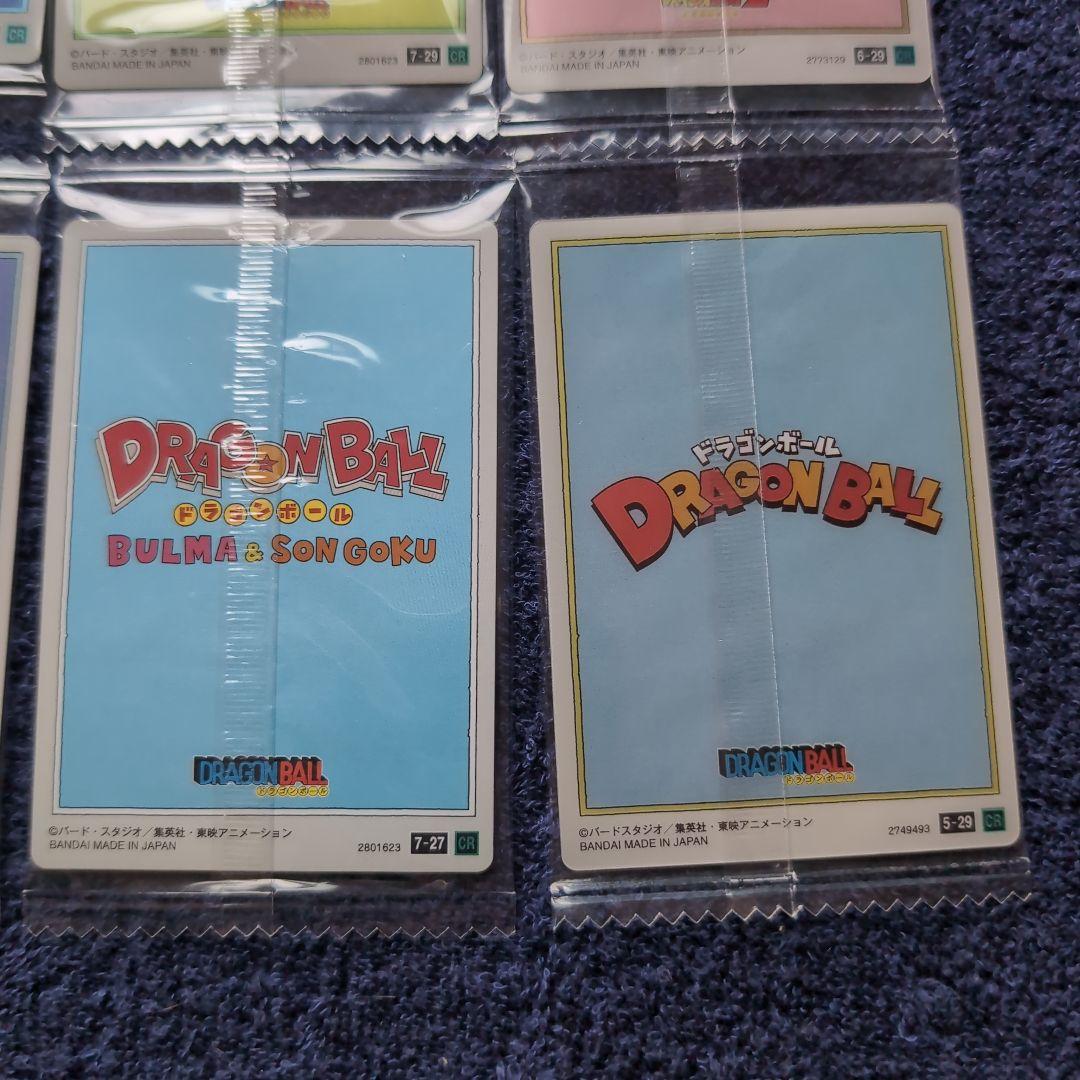 CR
©バード・スタジオ／集英社・東映アニメーション
BANDAI MADE IN JAPAN
2801623 7-29 CR
©バード・スタジオ／集英社・東映アニメーション
BANDAI MADE IN JAPAN
2773129 6-29 CR
DRAGON BALL
ドラゴンボール
BULMA & SON GOKU
DRAGON BALL
ドラゴンボール
©バード・スタジオ／集英社・東映アニメーション
BANDAI MADE IN JAPAN
2801623 7-27 CR
ドラゴンボール
DRAGON BALL
DRAGON BALL
ドラゴンボール
©バードスタジオ／集英社・東映アニメーション
BANDAI MADE IN JAPAN
2749493 5-29 CR